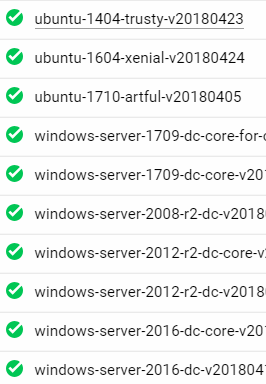 ubuntu-1404-trusty-v20180423
ubuntu-1604-xenial-v20180424
ubuntu-1710-artful-v20180405
windows-server-1709-dc-core-for-
windows-server-1709-dc-core-v20
windows-server-2008-r2-dc-v2018
windows-server-2012-r2-dc-core-v
windows-server-2012-r2-dc-v2018
windows-server-2016-dc-core-v20
windows-server-2016-dc-v201804